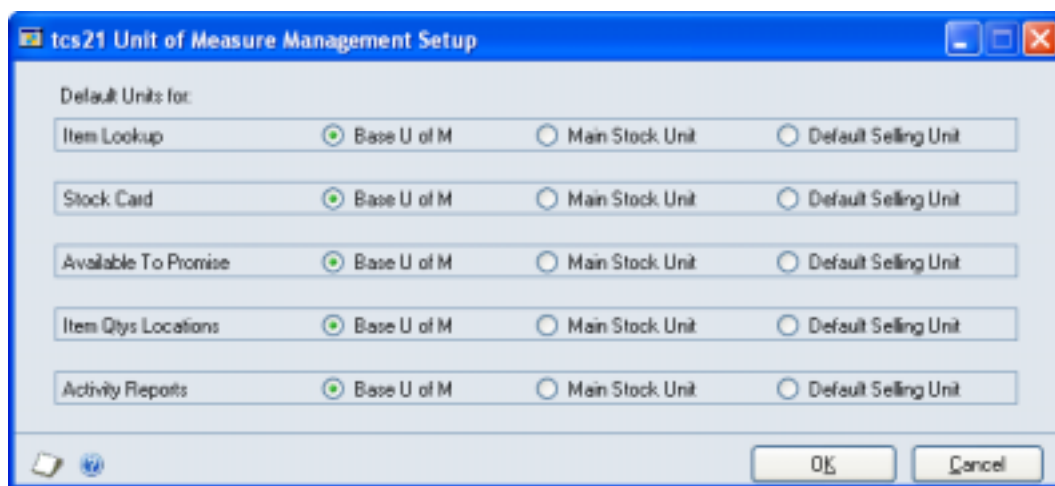 tcs21 Unit of Measure Management Setup
Default Units for:
Item Lookup Base U of M Main Stock Unit Default Selling Unit
Stock Card Base U of M Main Stock Unit Default Selling Unit
Available To Promise Base U of M Main Stock Unit Default Selling Unit
Item Qtys Locations Base U of M Main Stock Unit Default Selling Unit
Activity Reports Base U of M Main Stock Unit Default Selling Unit
OK Cancel